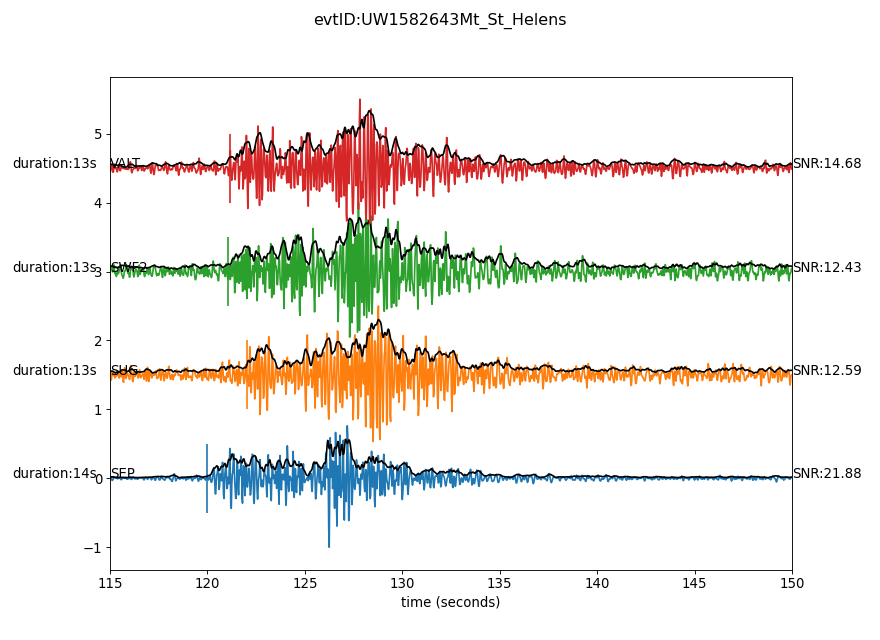 evtID:UW1582643Mt_St_Helens
5
duration:13s VALT SNR:14.68
4
duration:13s GWF2 SNR:12.43
3
2
duration:13s SUG SNR:12.59
1
duration:14s SEP SNR:21.88
0
−1
115 120 125 130 135 140 145 150
time (seconds)